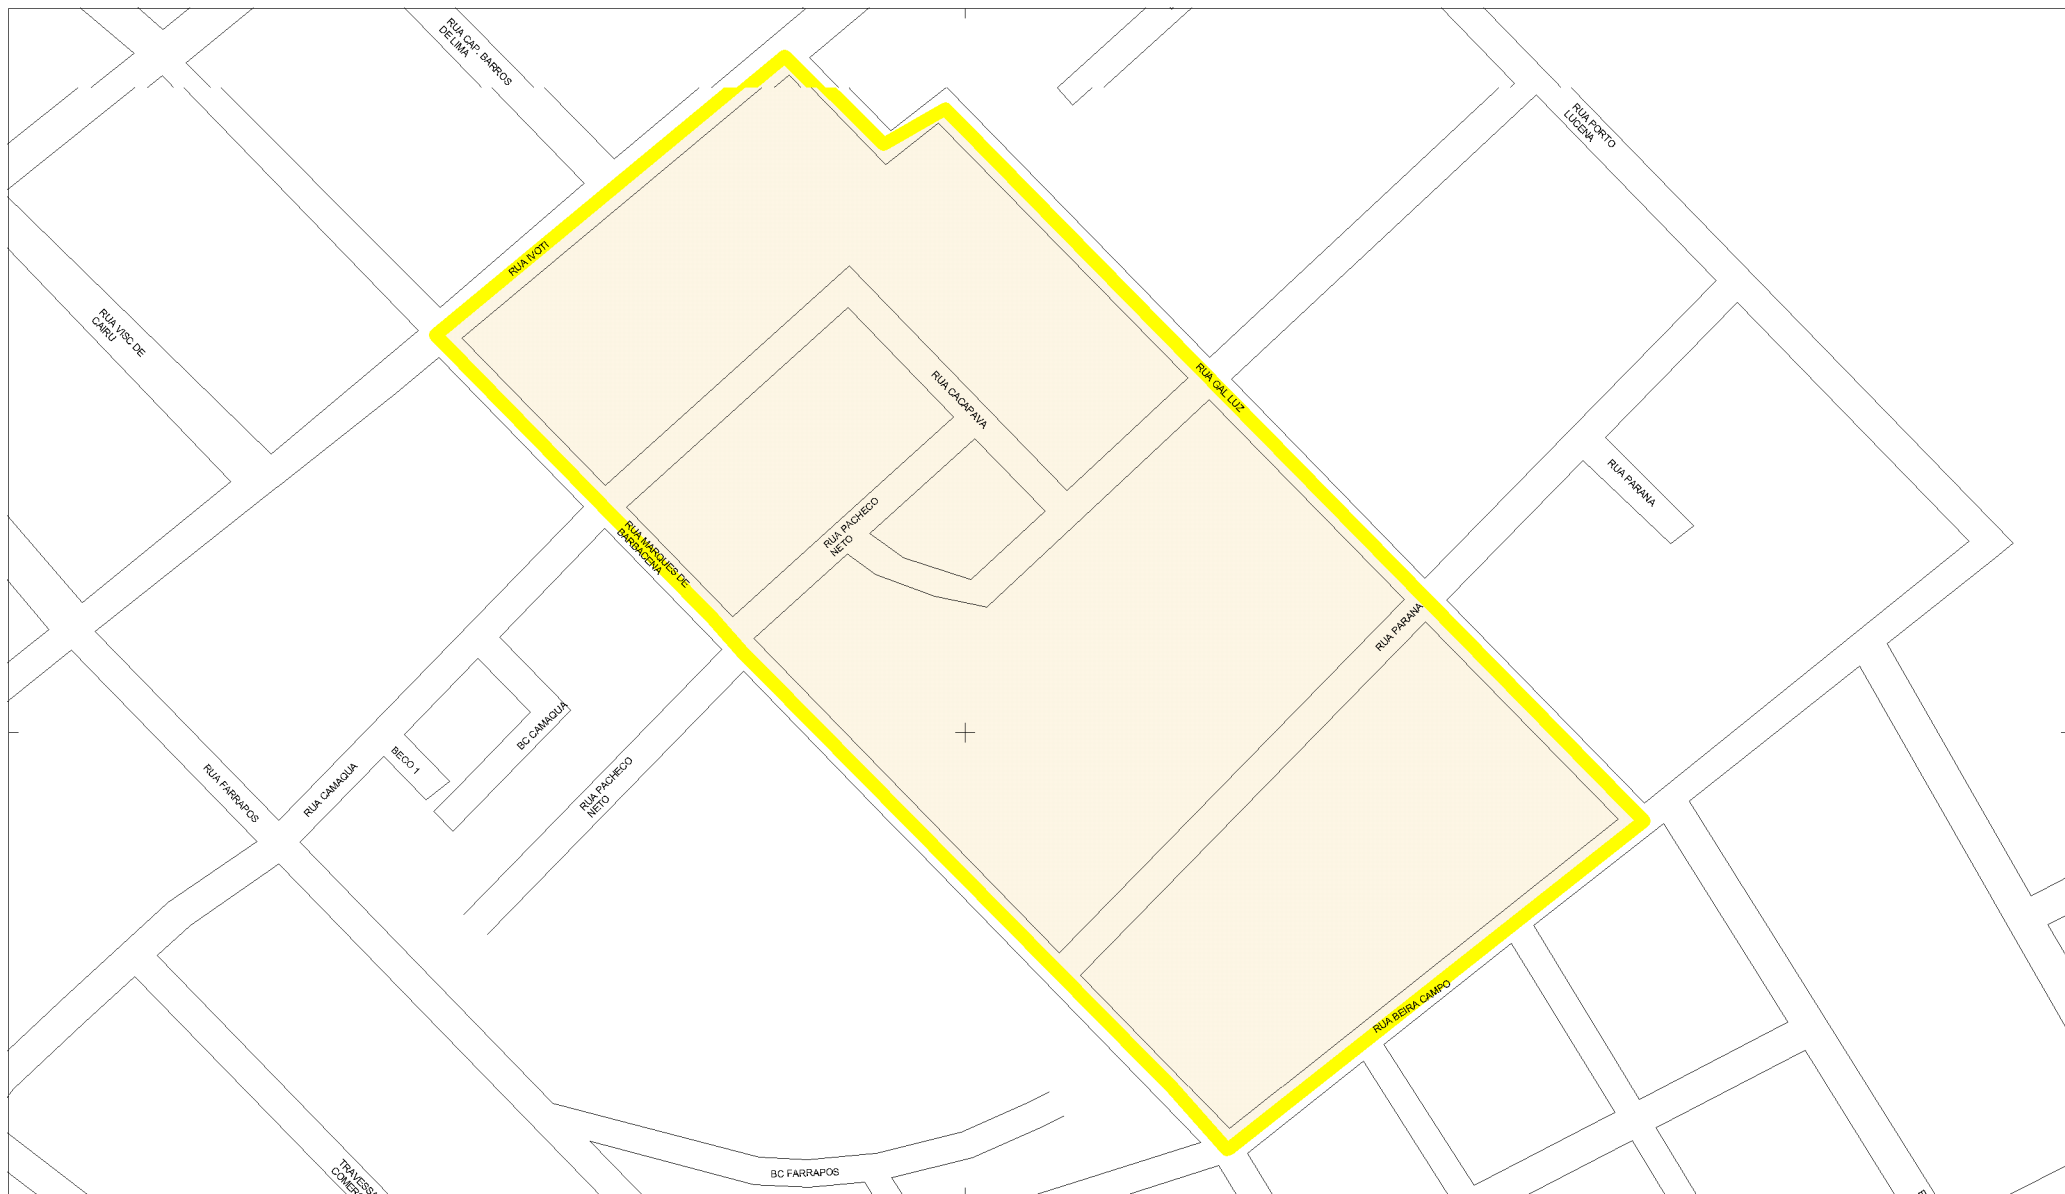 RUA CAP. BARROS
DE LIMA
RUA PORTO
LUCENA
RUA IVOTI
RUA VISC DE
CAIRU
RUA CACAPAVA
RUA GAL LUZ
RUA PARANA
RUA PACHECO
NETO
RUA MARQUES DE
BARBACENA
RUA PARANA
BC CAMAQUA
BECO 1
RUA CAMAQUA
RUA FARRAPOS
RUA PACHECO
NETO
RUA BEIRA CAMPO
BC FARRAPOS
TRAVESSA